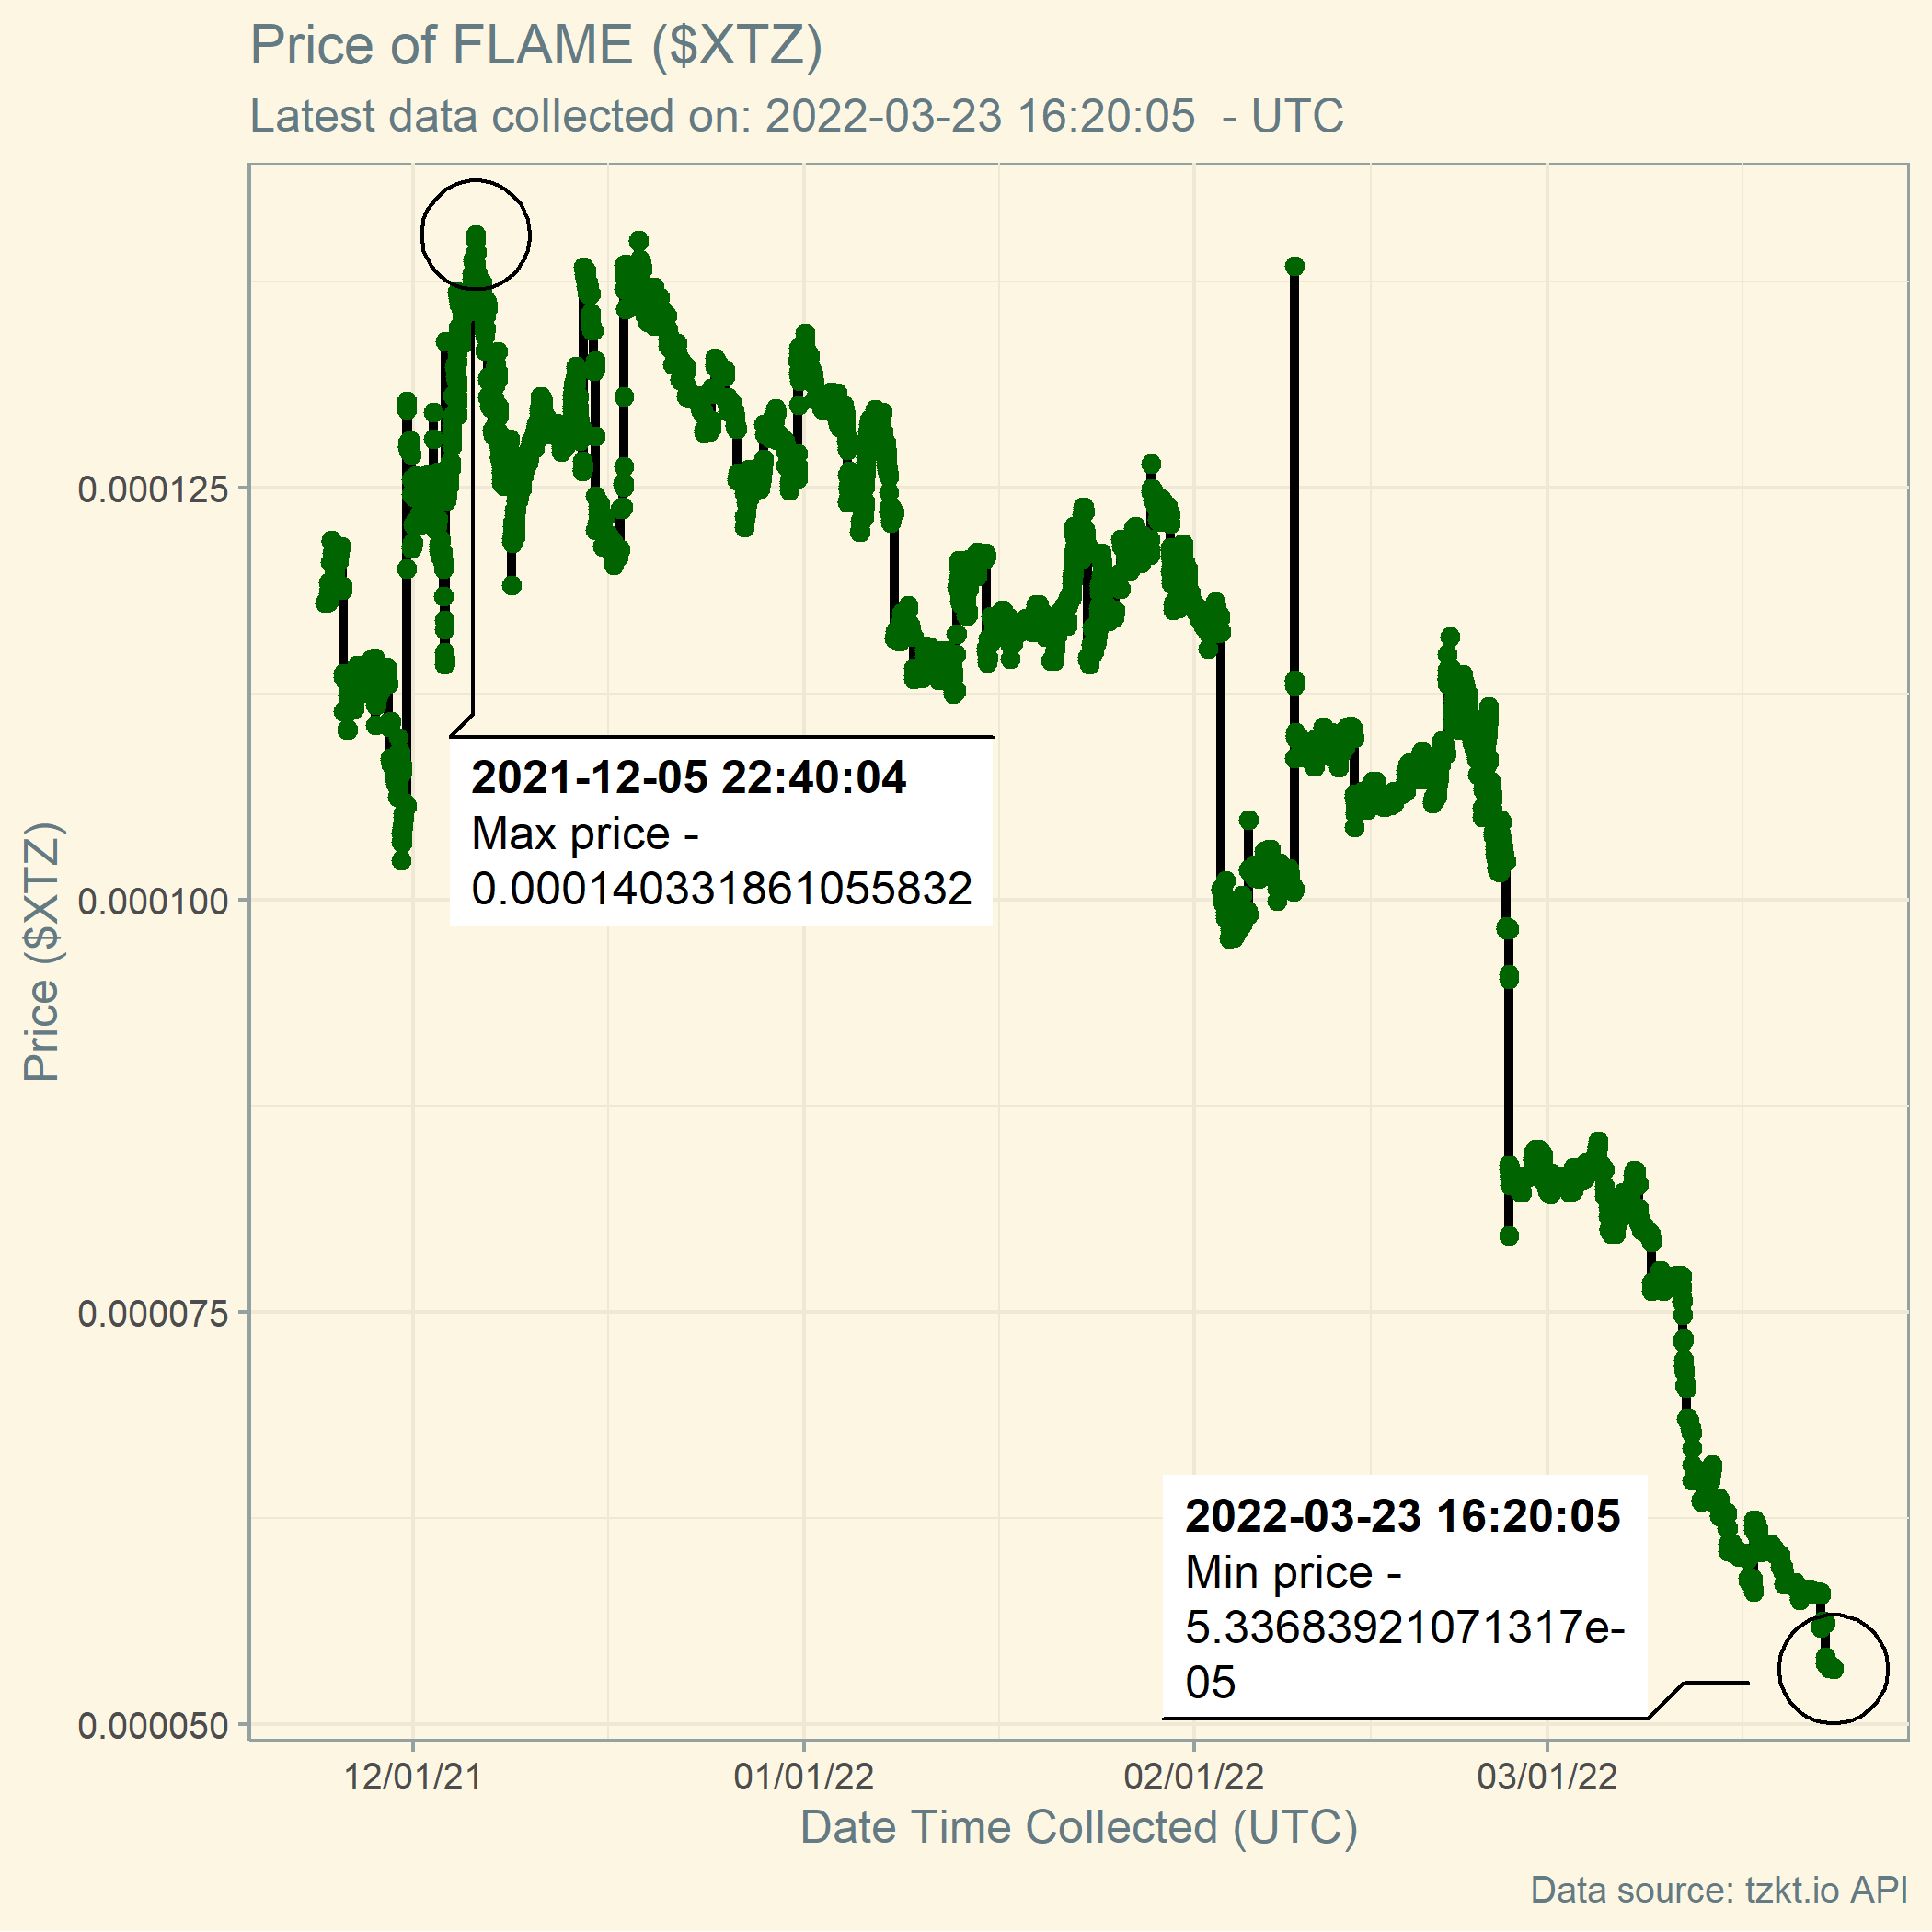 Price of FLAME ($XTZ)
Latest data collected on: 2022-03-23 16:20:05  - UTC
Price ($XTZ)
0.000125
0.000100
0.000075
0.000050
2021-12-05 22:40:04
Max price -
0.000140331861055832
2022-03-23 16:20:05
Min price -
5.33683921071317e-
05
12/01/21
01/01/22
02/01/22
03/01/22
Date Time Collected (UTC)
Data source: tzkt.io API